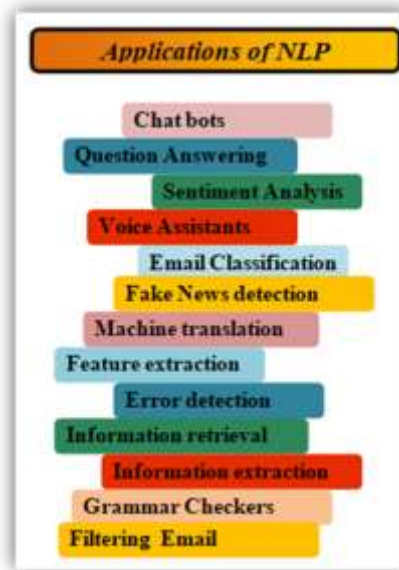 Applications of NLP
Chat bots
Question Answering
Sentiment Analysis
Voice Assistants
Email Classification
Fake News detection
Machine translation
Feature extraction
Error detection
Information retrieval
Information extraction
Grammar Checkers
Filtering Email